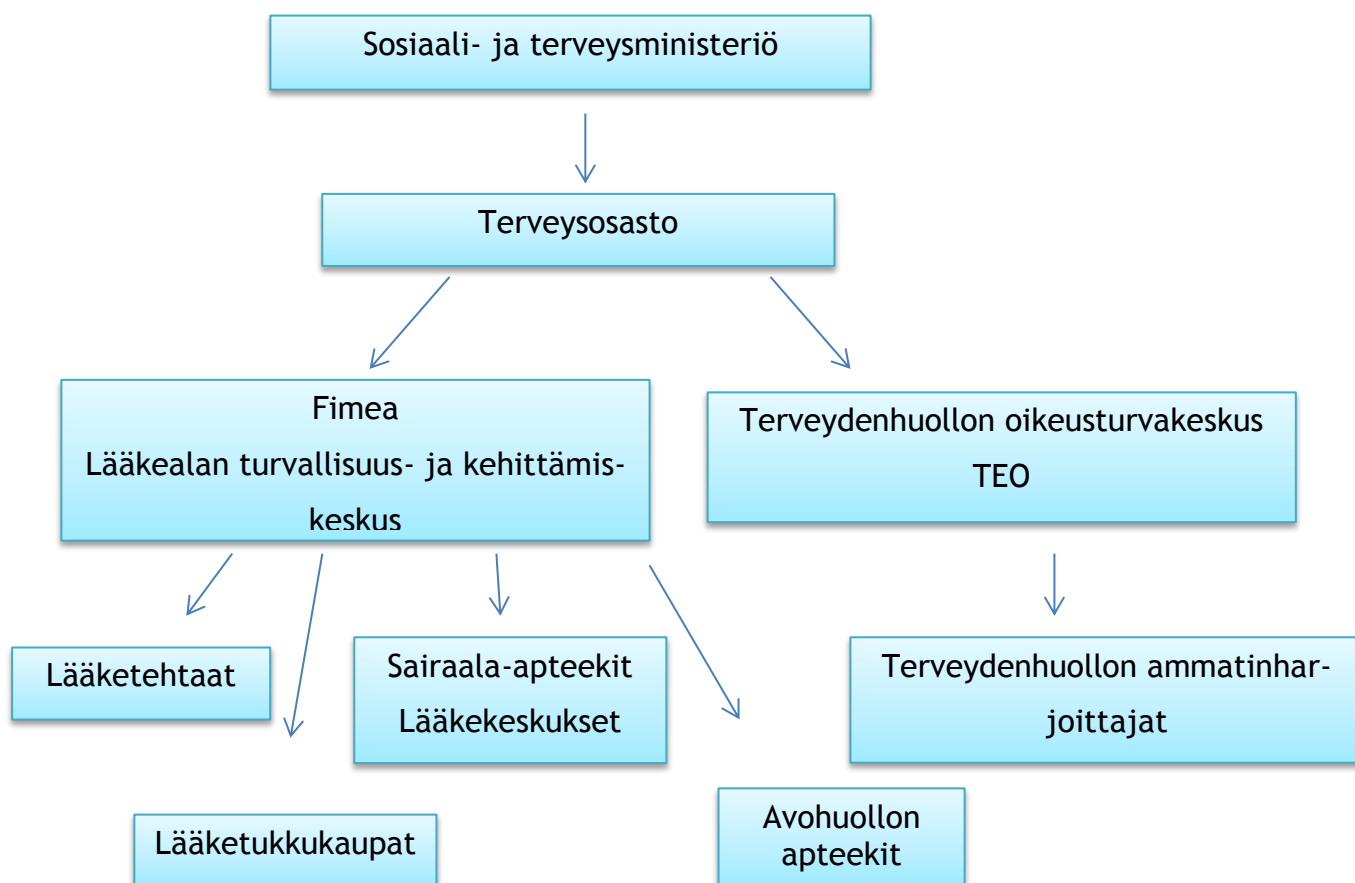 Sosiaali- ja terveysministeriö
Terveysosasto
Fimea
Lääkealan turvallisuus- ja kehittämis-
keskus
Terveydenhuollon oikeusturvakeskus
TEO
Lääketehtaat
Sairaala-apteekit
Lääkekeskukset
Terveydenhuollon ammatinhar-
joittajat
Lääketukkukaupat
Avohuollon
apteekit